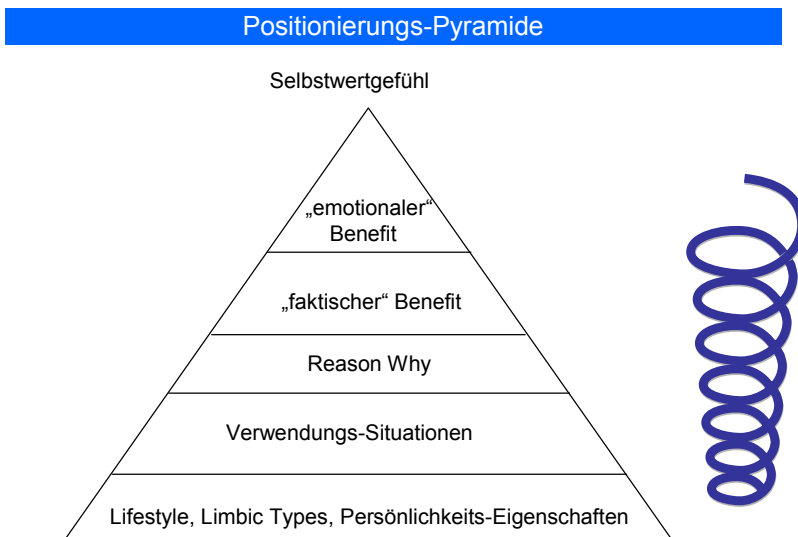 Positionierungs-Pyramide
Selbstwertgefühl
„emotionaler“
Benefit
„faktischer“ Benefit
Reason Why
Verwendungs-Situationen
Lifestyle, Limbic Types, Persönlichkeits-Eigenschaften